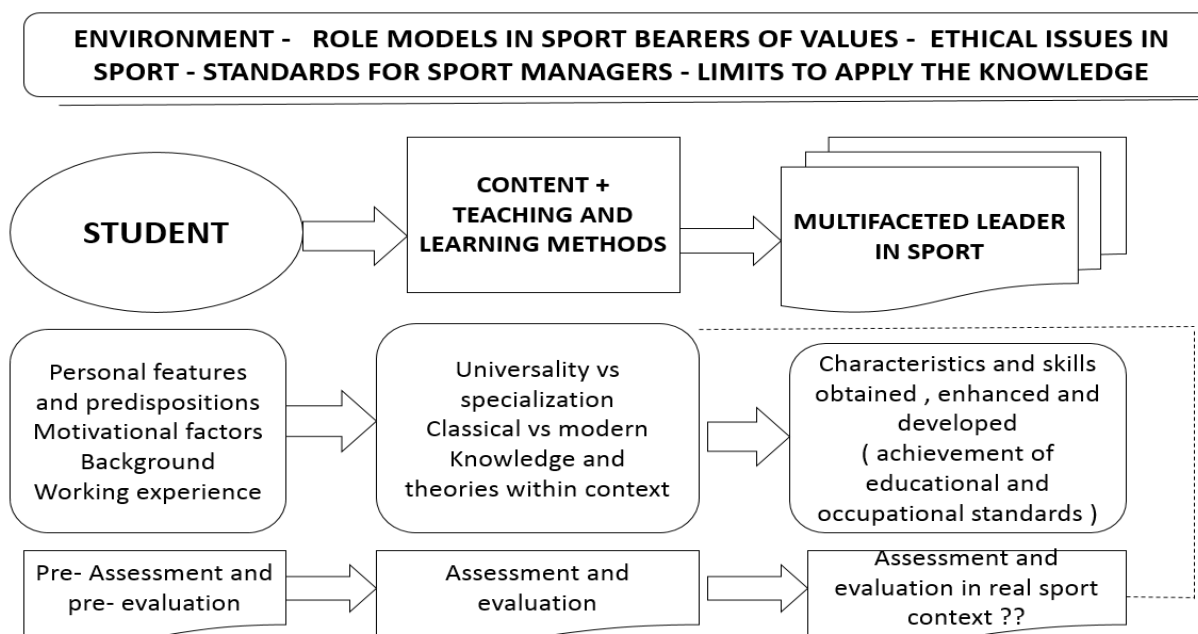 ENVIRONMENT - ROLE MODELS IN SPORT BEARERS OF VALUES - ETHICAL ISSUES IN
SPORT - STANDARDS FOR SPORT MANAGERS - LIMITS TO APPLY THE KNOWLEDGE
STUDENT
CONTENT +
TEACHING AND
LEARNING METHODS
MULTIFACETED LEADER
IN SPORT
Personal features
and predispositions
Motivational factors
Background
Working experience
Universality vs
specialization
Classical vs modern
Knowledge and
theories within context
Characteristics and skills
obtained , enhanced and
developed
( achievement of
educational and
occupational standards )
Pre- Assessment and
pre- evaluation
Assessment and
evaluation
Assessment and
evaluation in real sport
context ??